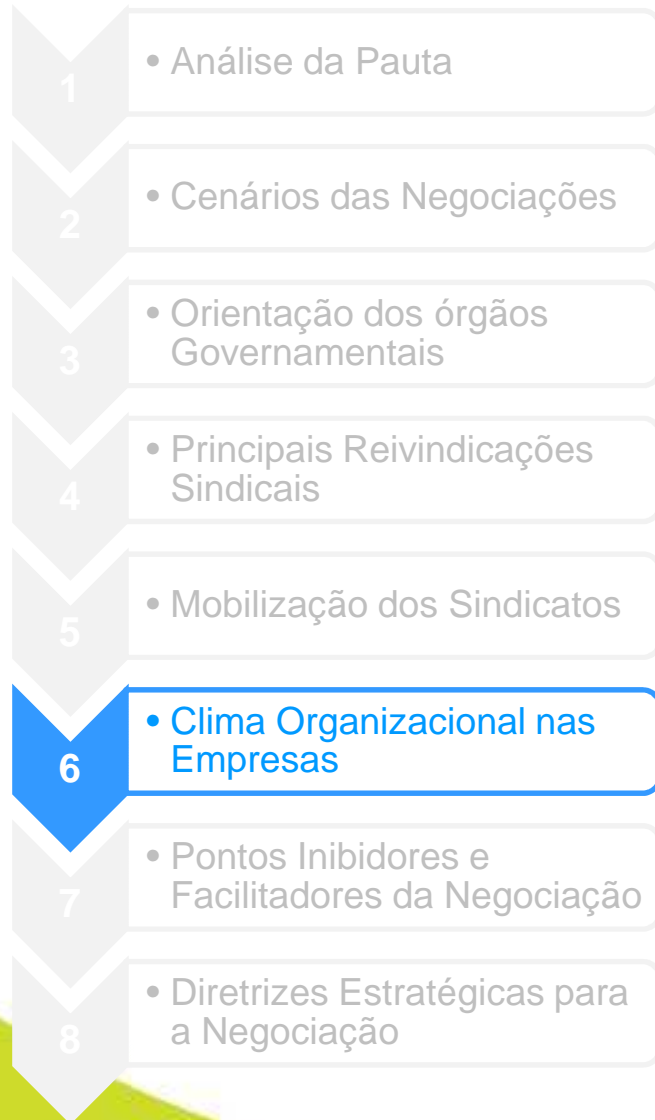 1
• Análise da Pauta
2
• Cenários das Negociações
3
• Orientação dos órgãos
Governamentais
4
• Principais Reivindicações
Sindicais
5
• Mobilização dos Sindicatos
6
• Clima Organizacional nas
Empresas
7
• Pontos Inibidores e
Facilitadores da Negociação
8
• Diretrizes Estratégicas para
a Negociação